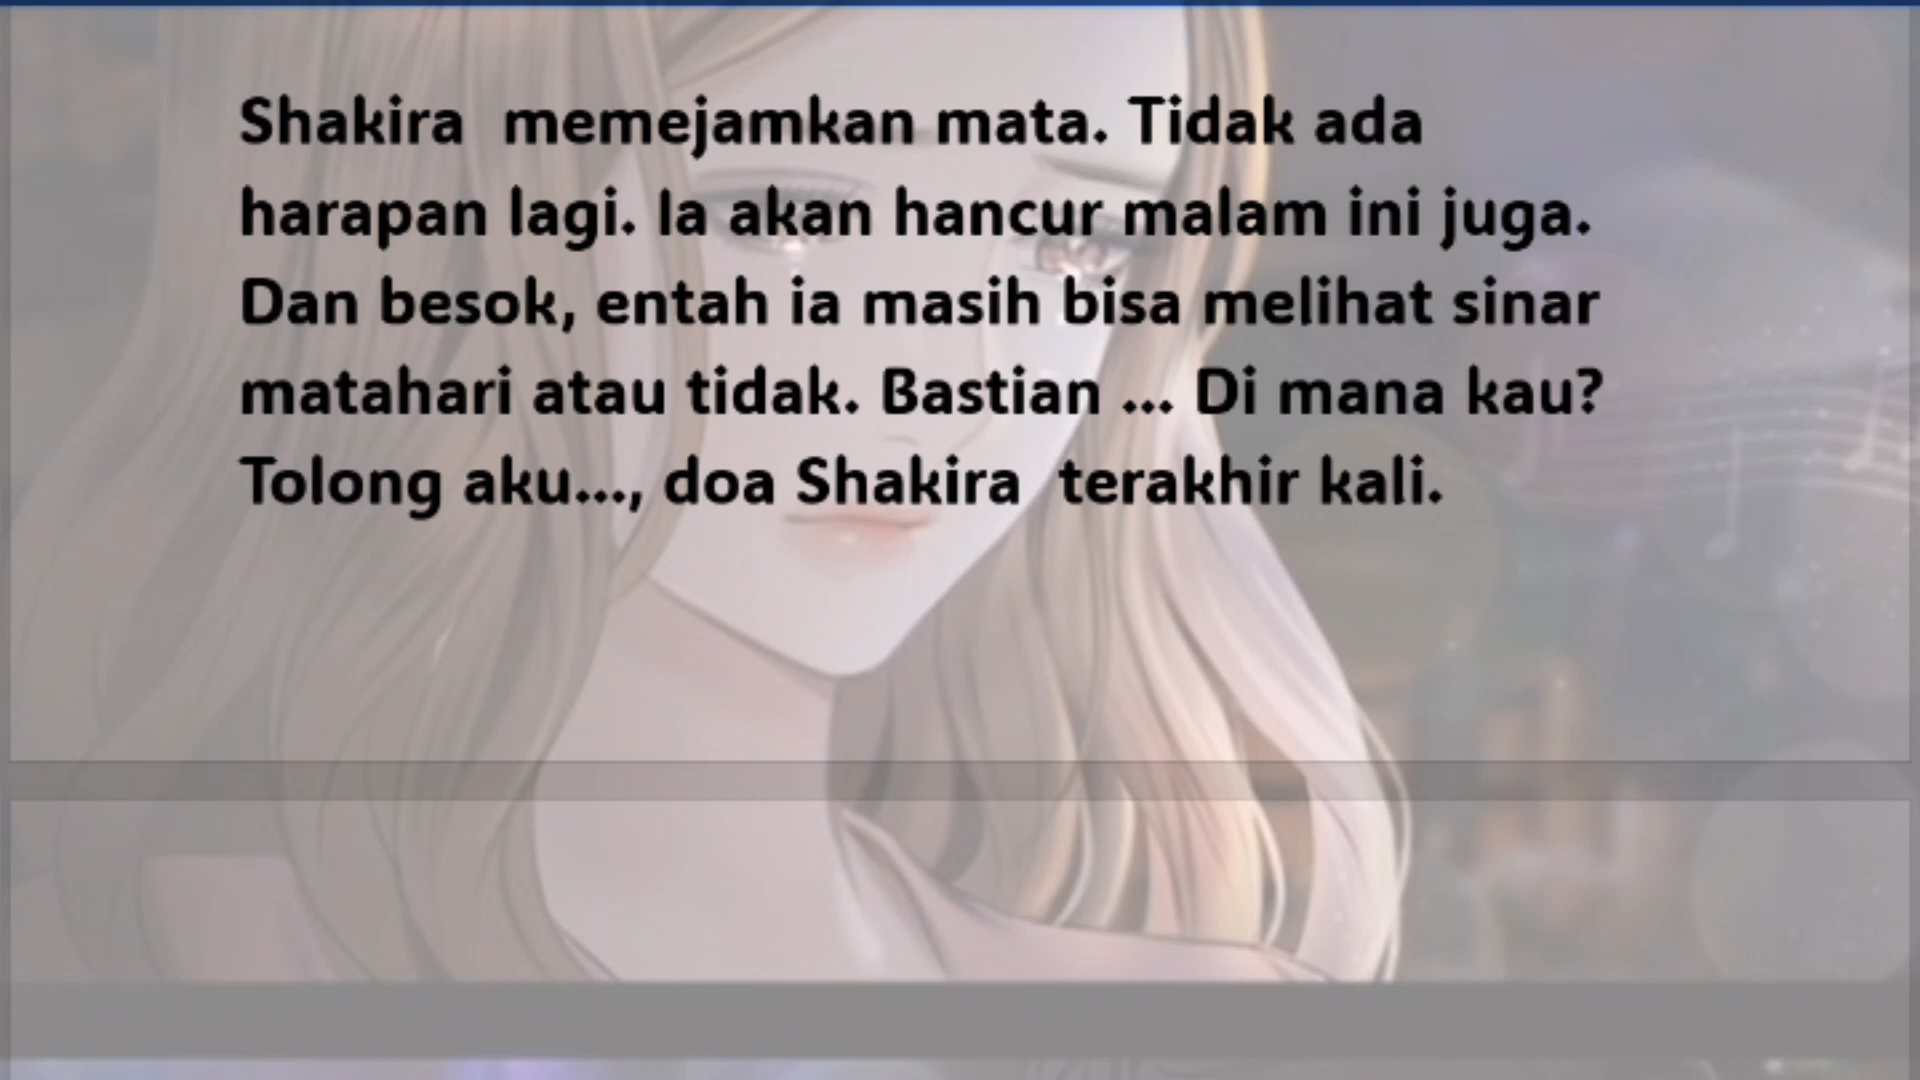 Shakira  memejamkan mata. Tidak ada
harapan lagi. Ia akan hancur malam ini juga.
Dan besok, entah ia masih bisa melihat sinar
matahari atau tidak. Bastian ... Di mana kau?
Tolong aku..., doa Shakira  terakhir kali.